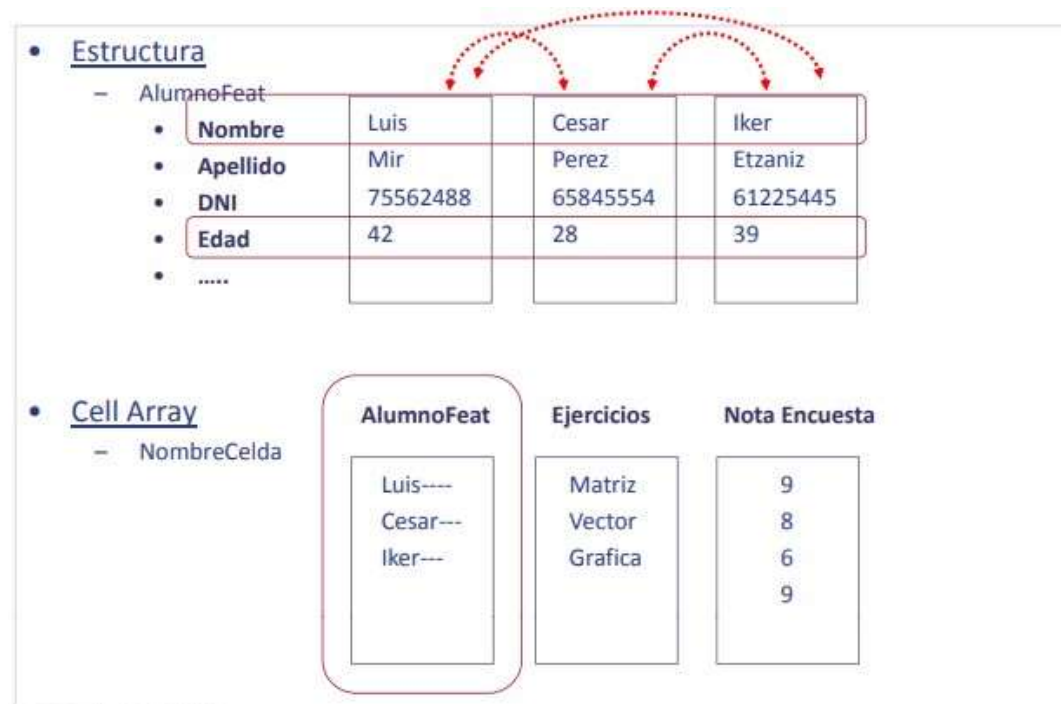 • Estructura
– AlumnoFeat
• Nombre Luis Cesar Iker
• Apellido Mir Perez Etzaniz
• DNI 75562488 65845554 61225445
• Edad 42 28 39
• .....
• Cell Array AlumnoFeat Ejercicios Nota Encuesta
– NombreCelda
Luis---- Matriz 9
Cesar--- Vector 8
Iker--- Grafica 6
9